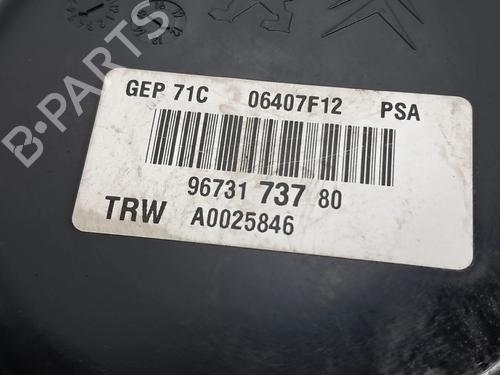 GEP 71C 06407F12 PSA
96731 737 80
TRW A0025846
B-PARTS